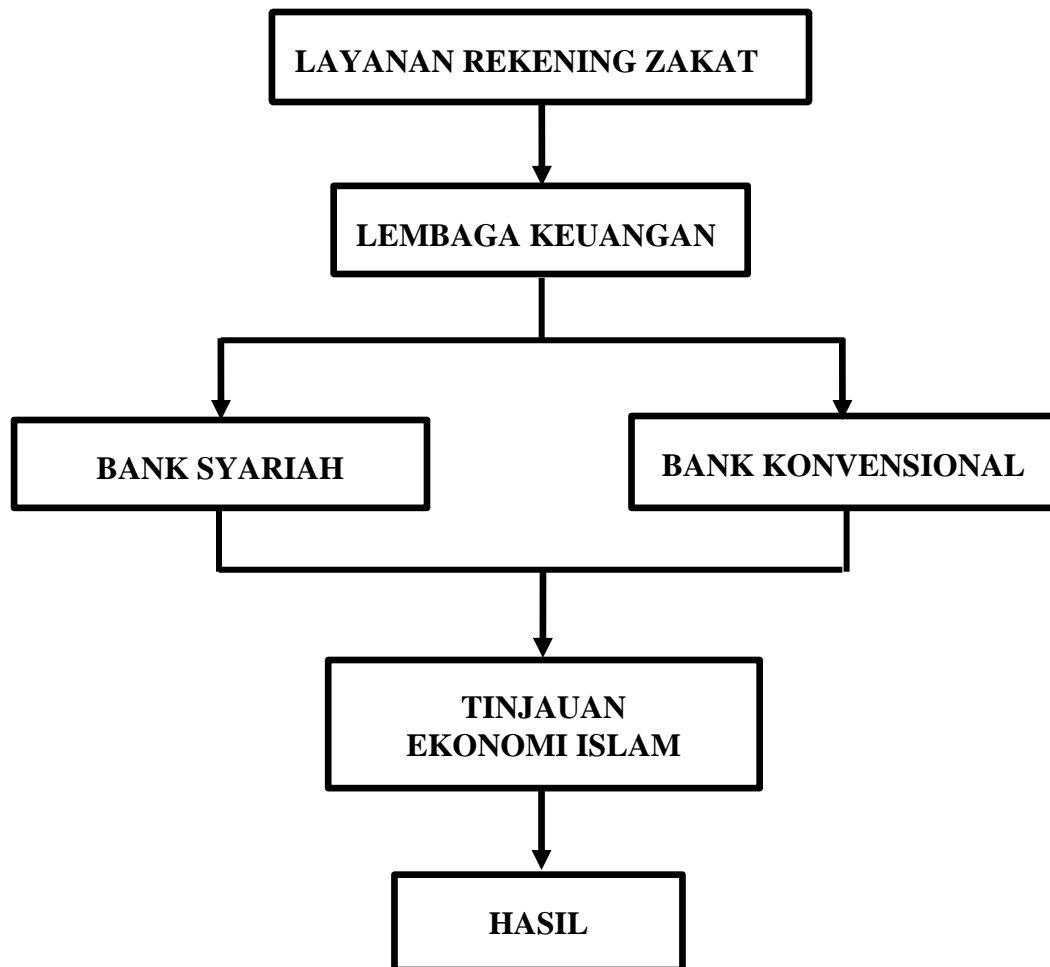 LAYANAN REKENING ZAKAT
LEMBAGA KEUANGAN
BANK SYARIAH
BANK KONVENSIONAL
TINJAUAN
EKONOMI ISLAM
HASIL